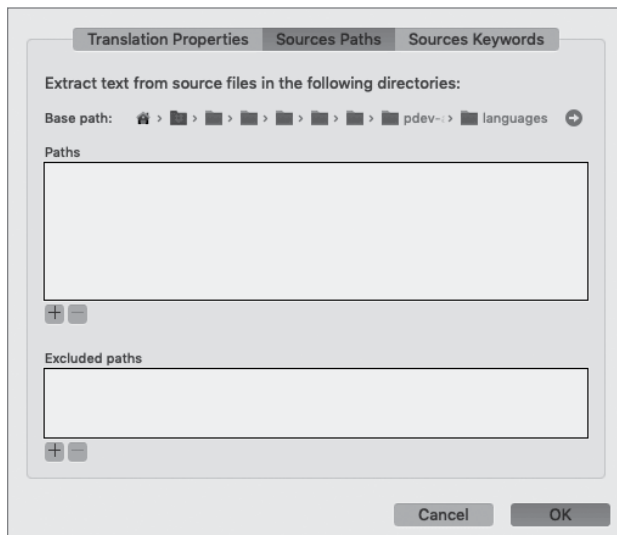 Translation Properties Sources Paths Sources Keywords
Extract text from source files in the following directories:
Base path: pdev- languages
Paths
Excluded paths
Cancel OK